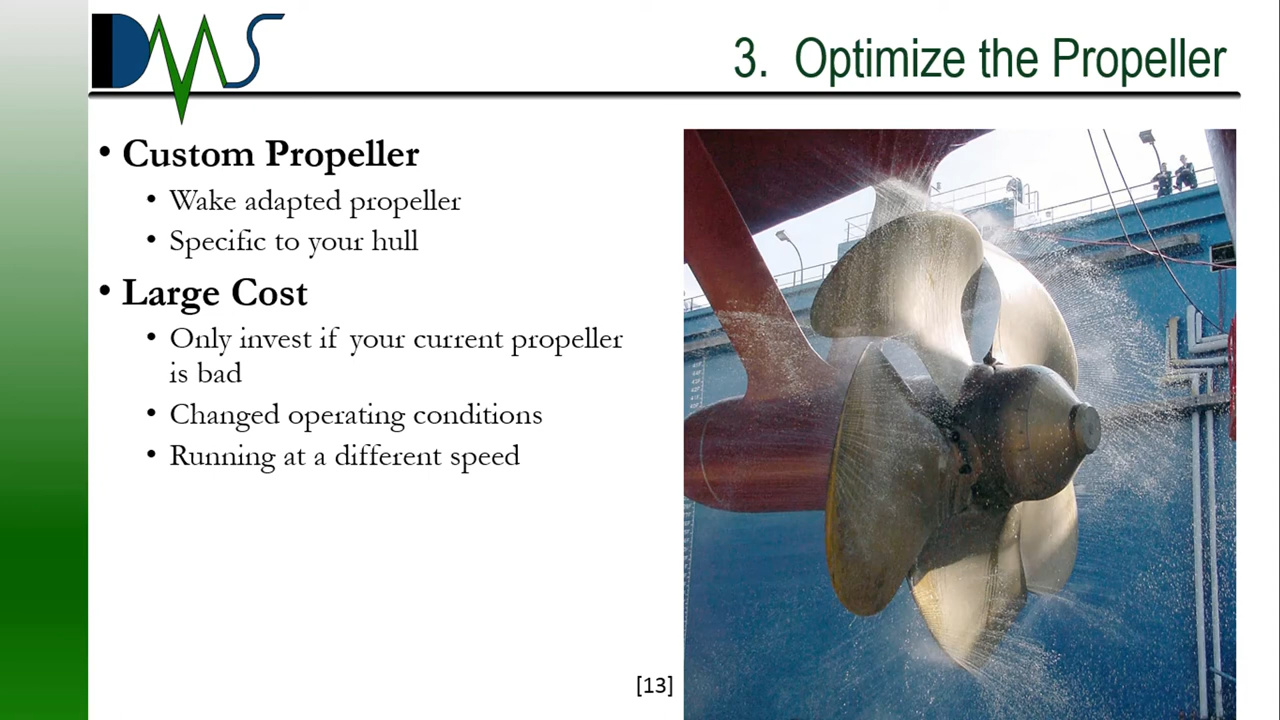 DMS
3. Optimize the Propeller
• Custom Propeller
• Wake adapted propeller
• Specific to your hull
• Large Cost
• Only invest if your current propeller
is bad
• Changed operating conditions
• Running at a different speed
[13]